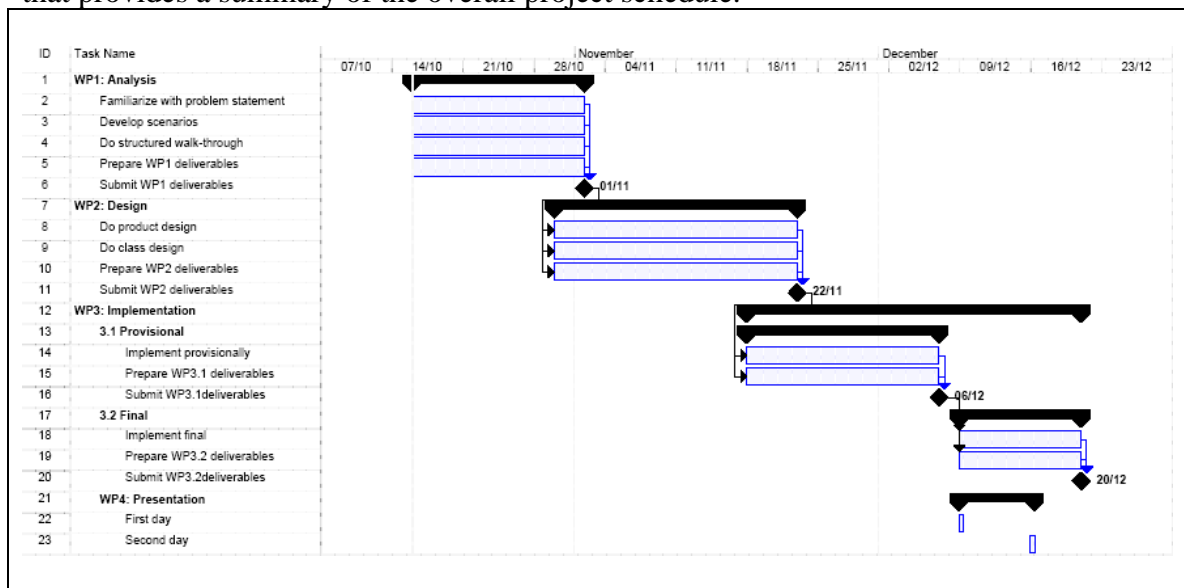 that provides a summary of the overall project schedule.
ID Task Name November December
07/10 14/10 21/10 28/10 04/11 11/11 18/11 25/11 02/12 09/12 16/12 23/12
1 WP1: Analysis
2 Familiarize with problem statement
3 Develop scenarios
4 Do structured walk-through
5 Prepare WP1 deliverables
6 Submit WP1 deliverables 01/11
7 WP2: Design
8 Do product design
9 Do class design
10 Prepare WP2 deliverables
11 Submit WP2 deliverables 22/11
12 WP3: Implementation
13 3.1 Provisional
14 Implement provisionally
15 Prepare WP3.1 deliverables
16 Submit WP3.1deliverables 06/12
17 3.2 Final
18 Implement final
19 Prepare WP3.2 deliverables
20 Submit WP3.2deliverables 20/12
21 WP4: Presentation
22 First day
23 Second day